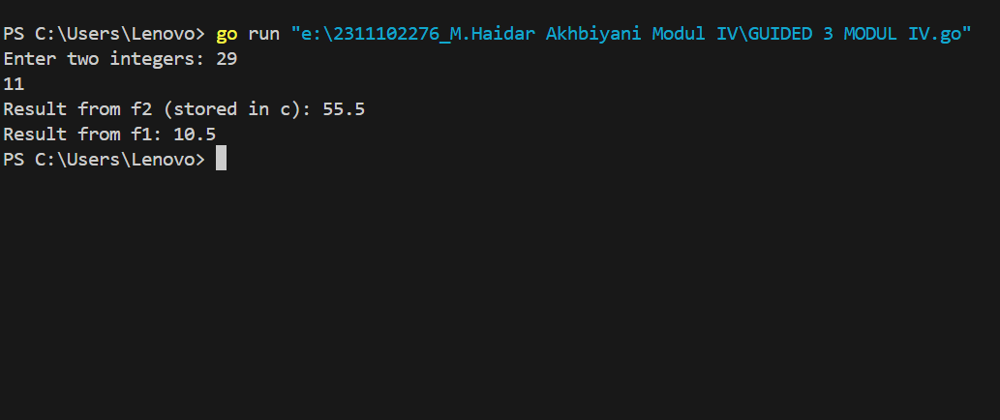 PS C:\Users\Lenovo> go run "e:\2311102276_M.Haidar Akhbiyani Modul IV\GUIDED 3 MODUL IV.go"
Enter two integers: 29
11
Result from f2 (stored in c): 55.5
Result from f1: 10.5
PS C:\Users\Lenovo>